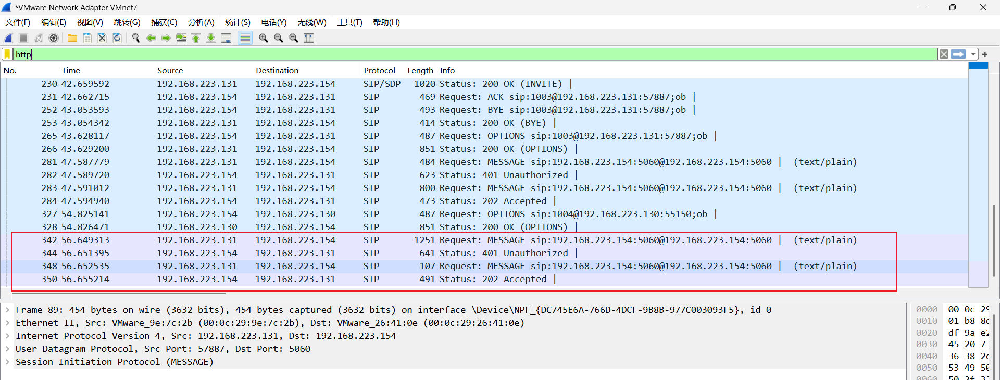 *VMware Network Adapter VMnet7
文件(F) 编辑(E) 视图(V) 跳转(G) 捕获(C) 分析(A) 统计(S) 电话(Y) 无线(W) 工具(T) 帮助(H)
http
No. Time Source Destination Protocol Length Info
230 42.659592 192.168.223.131 192.168.223.154 SIP/SDP 1020 Status: 200 OK (INVITE) |
231 42.662715 192.168.223.154 192.168.223.131 SIP 469 Request: ACK sip:1003@192.168.223.131:57887;ob |
252 43.053593 192.168.223.154 192.168.223.131 SIP 493 Request: BYE sip:1003@192.168.223.131:57887;ob |
253 43.054342 192.168.223.131 192.168.223.154 SIP 414 Status: 200 OK (BYE) |
265 43.628117 192.168.223.154 192.168.223.131 SIP 487 Request: OPTIONS sip:1003@192.168.223.131:57887;ob |
266 43.629200 192.168.223.131 192.168.223.154 SIP 851 Status: 200 OK (OPTIONS) |
281 47.587779 192.168.223.131 192.168.223.154 SIP 484 Request: MESSAGE sip:192.168.223.154:5060@192.168.223.154:5060 | (text/plain)
282 47.589720 192.168.223.154 192.168.223.131 SIP 623 Status: 401 Unauthorized |
283 47.591012 192.168.223.131 192.168.223.154 SIP 800 Request: MESSAGE sip:192.168.223.154:5060@192.168.223.154:5060 | (text/plain)
284 47.594940 192.168.223.154 192.168.223.131 SIP 473 Status: 202 Accepted |
327 54.825141 192.168.223.154 192.168.223.130 SIP 487 Request: OPTIONS sip:1004@192.168.223.130:55150;ob |
328 54.826471 192.168.223.130 192.168.223.154 SIP 851 Status: 200 OK (OPTIONS) |
342 56.649313 192.168.223.131 192.168.223.154 SIP 1251 Request: MESSAGE sip:192.168.223.154:5060@192.168.223.154:5060 | (text/plain)
344 56.651395 192.168.223.154 192.168.223.131 SIP 641 Status: 401 Unauthorized |
348 56.652535 192.168.223.131 192.168.223.154 SIP 107 Request: MESSAGE sip:192.168.223.154:5060@192.168.223.154:5060 | (text/plain)
350 56.655214 192.168.223.154 192.168.223.131 SIP 491 Status: 202 Accepted |
Frame 89: 454 bytes on wire (3632 bits), 454 bytes captured (3632 bits) on interface \Device\NPF_{DC745E6A-766D-4DCF-9B8B-977C003093F5}, id 0
Ethernet II, Src: VMware_9e:7c:2b (00:0c:29:9e:7c:2b), Dst: VMware_26:41:0e (00:0c:29:26:41:0e)
Internet Protocol Version 4, Src: 192.168.223.131, Dst: 192.168.223.154
User Datagram Protocol, Src Port: 57887, Dst Port: 5060
Session Initiation Protocol (MESSAGE)
0000 00 0c 29
0010 01 b8
0020 df 9a
0030 45 20
0040 36 38
0050 53 49